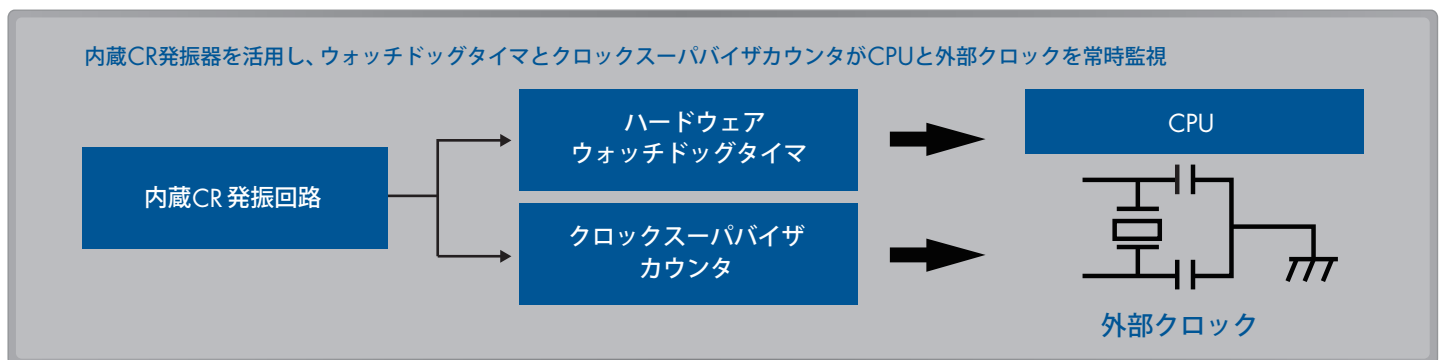 内蔵CR発振器を活用し、ウォッチドッグタイマとクロックスーパバイザカウンタがCPUと外部クロックを常時監視
内蔵CR 発振回路
ハードウェア
ウォッチドッグタイマ
クロックスーパバイザ
カウンタ
CPU
外部クロック